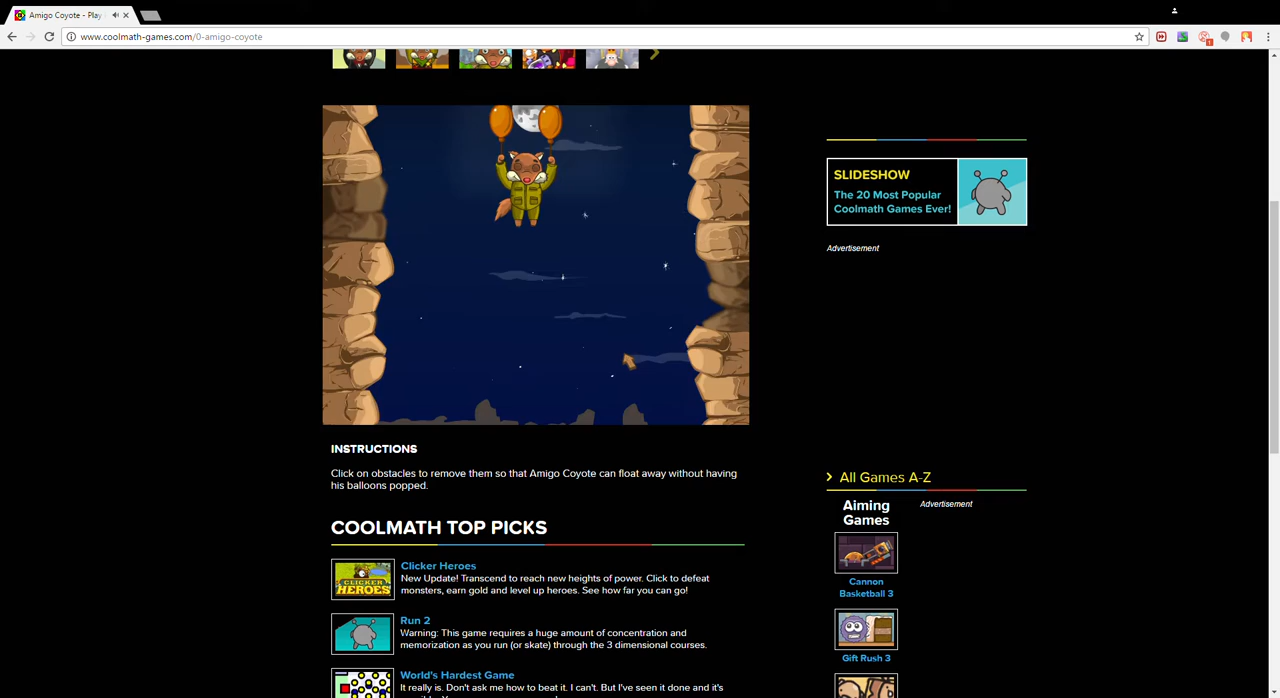 Amigo Coyote - Play
www.coolmath-games.com/0-amigo-coyote
1
SLIDESHOW
The 20 Most Popular
Coolmath Games Ever!
Advertisement
INSTRUCTIONS
Click on obstacles to remove them so that Amigo Coyote can float away without having
his balloons popped.
COOLMATH TOP PICKS
CLICKER
HEROES
Clicker Heroes
New Update! Transcend to reach new heights of power. Click to defeat
monsters, earn gold and level up heroes. See how far you can go!
Run 2
Warning: This game requires a huge amount of concentration and
memorization as you run (or skate) through the 3 dimensional courses.
World's Hardest Game
It really is. Don't ask me how to beat it. I can't. But I've seen it done and it's
All Games A-Z
Aiming
Games
Advertisement
Cannon
Basketball 3
Gift Rush 3